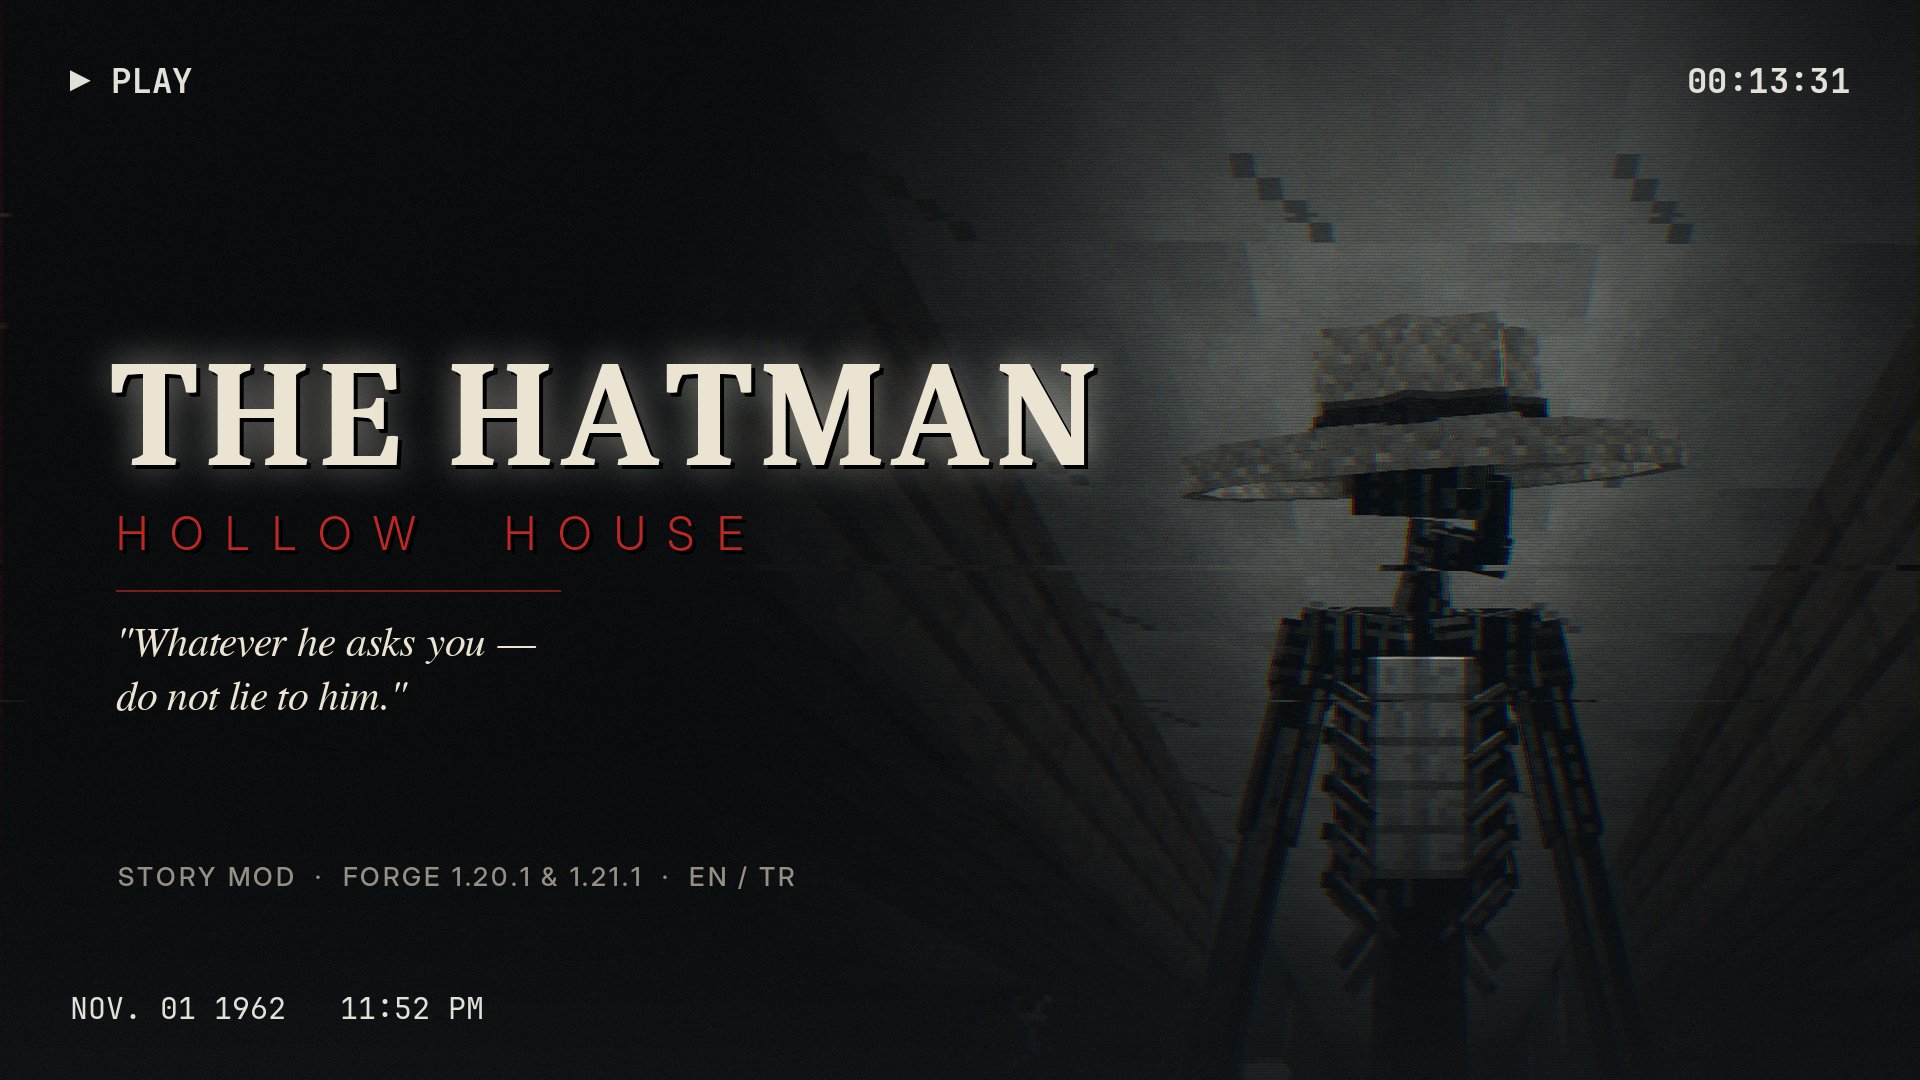 ▶ PLAY
00:13:31
THE HATMAN
HOLLOW HOUSE
"Whatever he asks you —
do not lie to him."
STORY MOD · FORGE 1.20.1 & 1.21.1 · EN / TR
NOV. 01 1962 11:52 PM